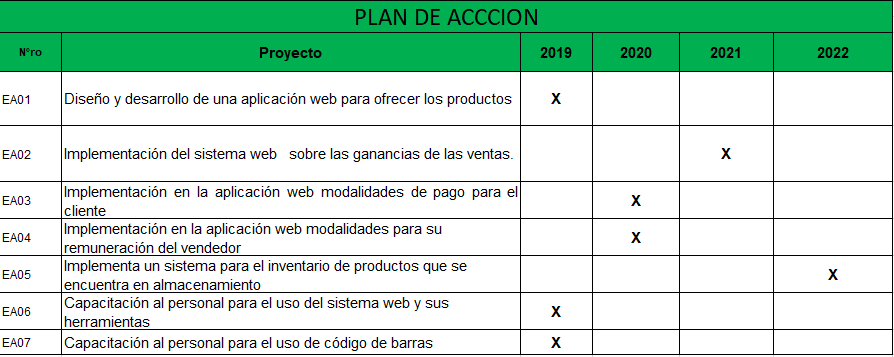 PLAN DE ACCCION
N°ro Proyecto 2019 2020 2021 2022
EA01 Diseño y desarrollo de una aplicación web para ofrecer los productos X
EA02 Implementación del sistema web sobre las ganancias de las ventas. X
EA03 Implementación en la aplicación web modalidades de pago para el
cliente X
EA04 Implementación en la aplicación web modalidades para su
remuneración del vendedor X
EA05 Implementa un sistema para el inventario de productos que se
encuentra en almacenamiento X
EA06 Capacitación al personal para el uso del sistema web y sus
herramientas X
EA07 Capacitación al personal para el uso de código de barras X